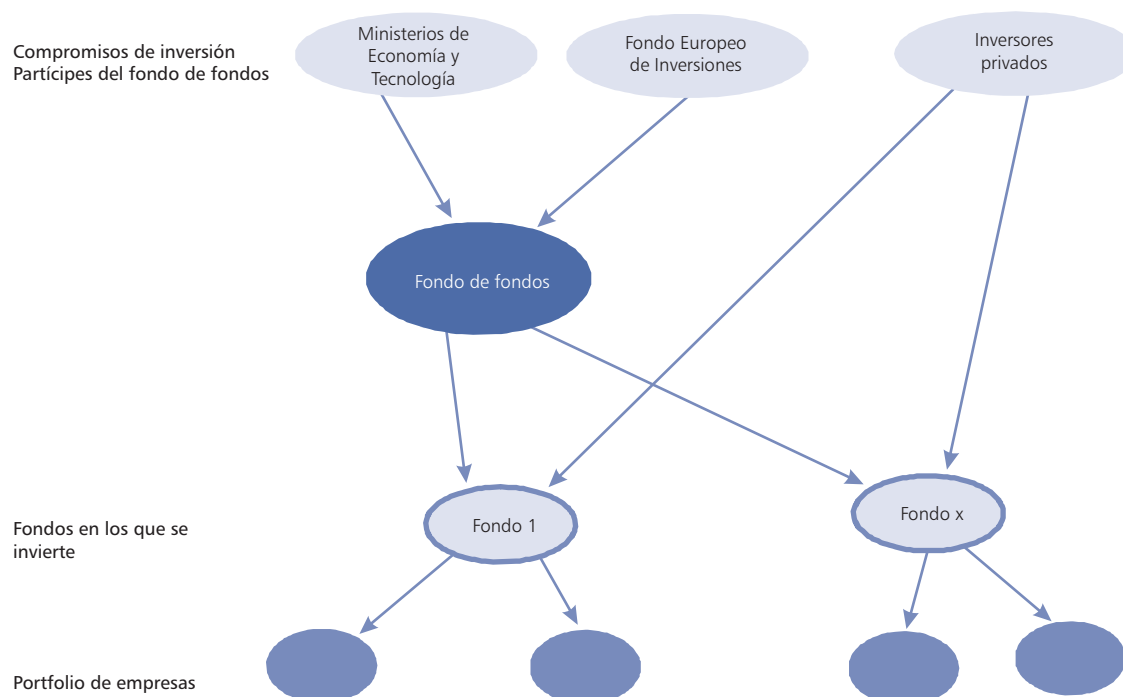 Compromisos de inversión
Partícipes del fondo de fondos
Ministerios de
Economía y
Tecnología
Fondo Europeo
de Inversiones
Inversores
privados
Fondo de fondos
Fondos en los que se
invierte
Fondo 1
Fondo x
Portfolio de empresas